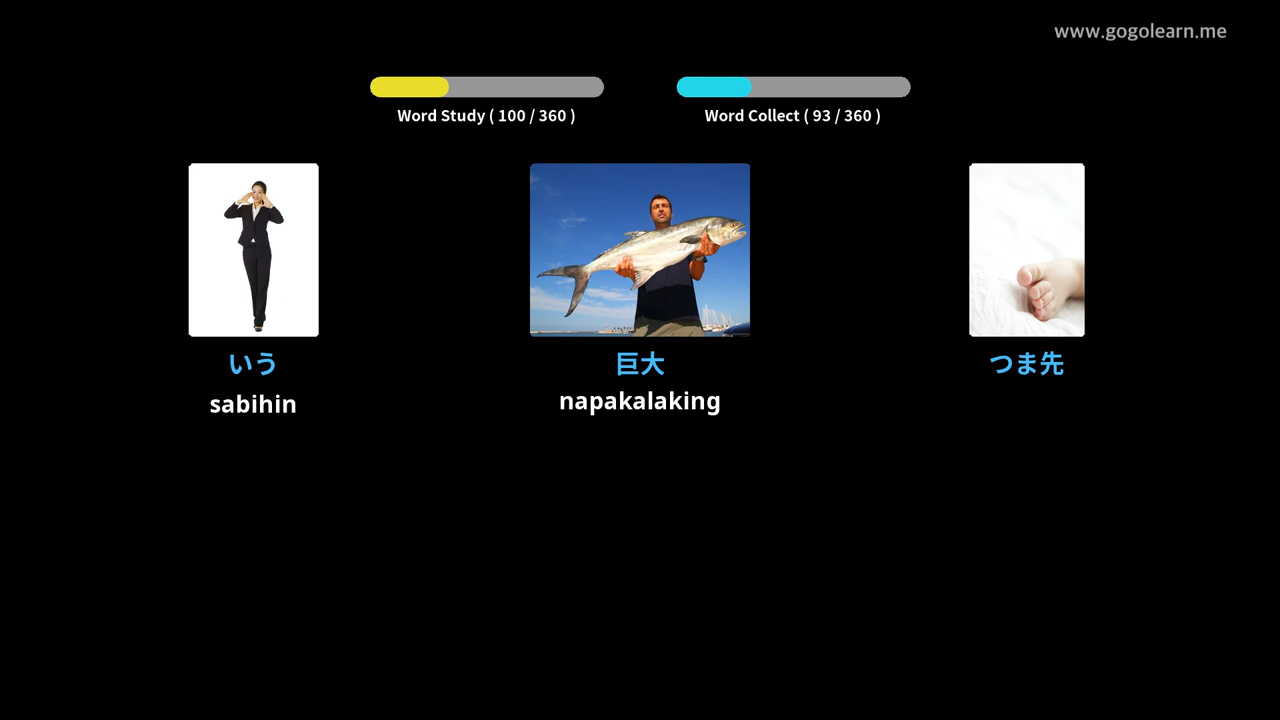 www.gogolearn.me
Word Study ( 100 / 360 )
Word Collect ( 93 / 360 )
いう
巨大
つま先
sabihin
napakalaking